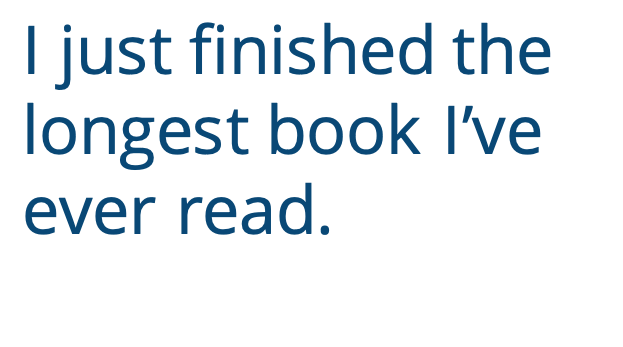 I just finished the
longest book I’ve
ever read.